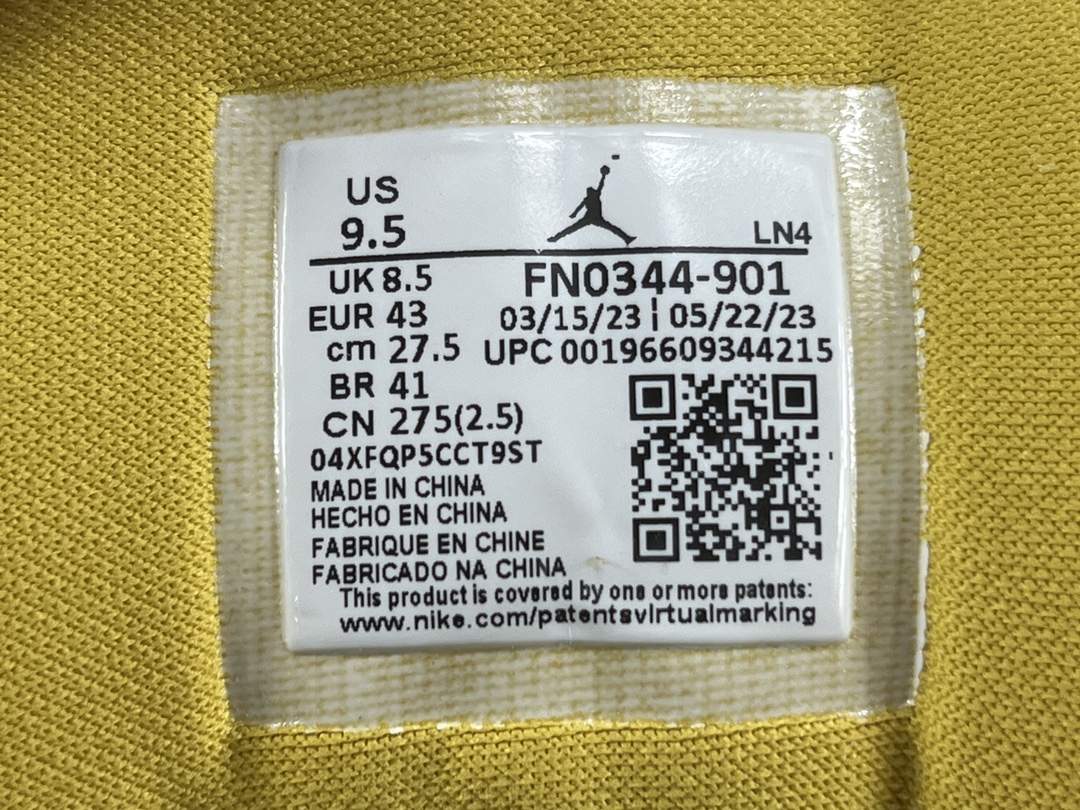 US
9.5
LN4
UK 8.5
FN0344-901
EUR 43
03/15/23 | 05/22/23
cm 27.5
UPC 00196609344215
BR 41
CN 275(2.5)
04XFQP5CCT9ST
MADE IN CHINA
HECHO EN CHINA
FABRIQUE EN CHINE
FABRICADO NA CHINA
This product is covered by one or more patents:
www.nike.com/patentsvirtualmarking